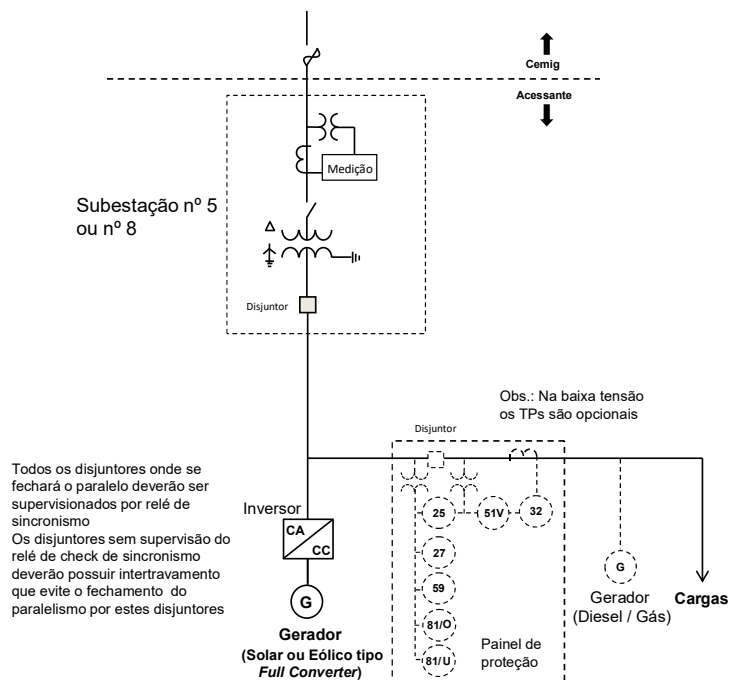 Cemig
Acessante
Medição
Subestação nº 5
ou nº 8
Δ
Disjuntor
Obs.: Na baixa tensão
os TPs são opcionais
Disjuntor
Todos os disjuntores onde se
fechará o paralelo deverão ser
supervisionados por relé de
sincronismo
Os disjuntores sem supervisão do
relé de check de sincronismo
deverão possuir intertravamento
que evite o fechamento do
paralelismo por estes disjuntores
Inversor
CA
CC
G
Gerador
(Solar ou Eólico tipo
Full Converter)
25
51V
32
27
59
81/O
81/U
Painel de
proteção
G
Gerador
(Diesel / Gás)
Cargas